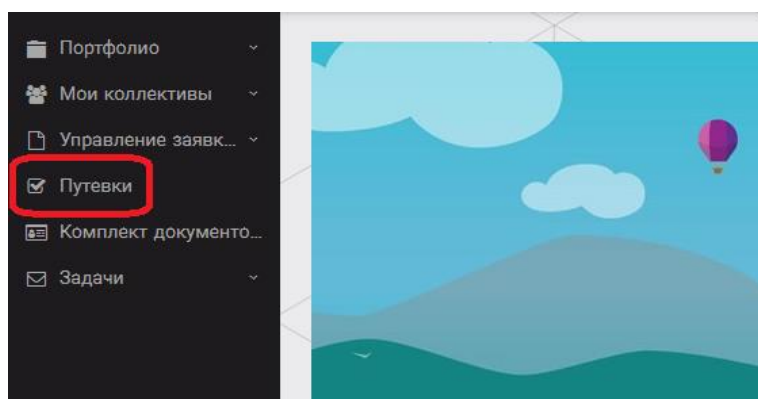 Портфолио
Мои коллективы
Управление заявк...
Путевки
Комплект документо...
Задачи